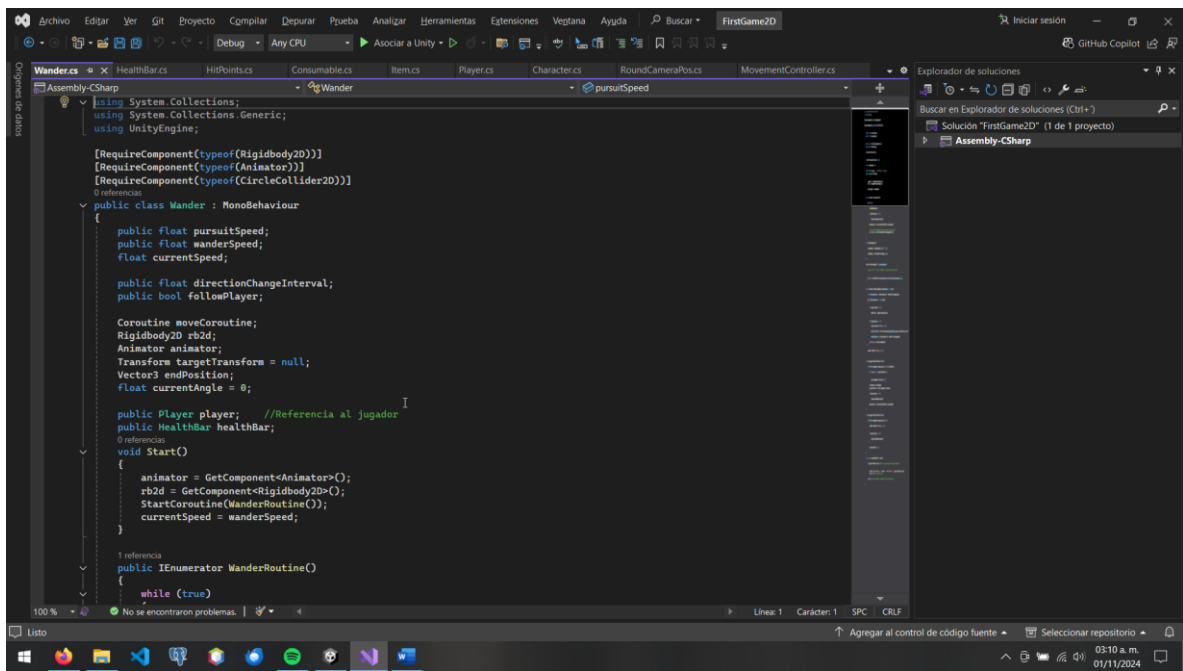 Archivo Editar Ver Git Proyecto Compilar Depurar Prueba Analizar Herramientas Extensiones Ventana Ayuda Buscar FirstGame2D Iniciar sesión
Debug Any CPU Asociar a Unity GitHub Copilot
Wander.cs HealthBar.cs HitPoints.cs Consumable.cs Item.cs Player.cs Character.cs RoundCameraPos.cs MovementController.cs Explorador de soluciones
Orígenes de datos
Assembly-CSharp Wander pursuitSpeed
Buscar en Explorador de soluciones (Ctrl+´)
Solución "FirstGame2D" (1 de 1 proyecto)
Assembly-CSharp
using System.Collections;
using System.Collections.Generic;
using UnityEngine;
[RequireComponent(typeof(Rigidbody2D))]
[RequireComponent(typeof(Animator))]
[RequireComponent(typeof(CircleCollider2D))]
0 referencias
public class Wander : MonoBehaviour
{
public float pursuitSpeed;
public float wanderSpeed;
float currentSpeed;
public float directionChangeInterval;
public bool followPlayer;
Coroutine moveCoroutine;
Rigidbody2D rb2d;
Animator animator;
Transform targetTransform = null;
Vector3 endPosition;
float currentAngle = 0;
public Player player; //Referencia al jugador
public HealthBar healthBar;
0 referencias
void Start()
{
animator = GetComponent<Animator>();
rb2d = GetComponent<Rigidbody2D>();
StartCoroutine(WanderRoutine());
currentSpeed = wanderSpeed;
}
1 referencia
public IEnumerator WanderRoutine()
{
while (true)
100 % No se encontraron problemas. Línea: 1 Carácter: 1 SPC CRLF
Listo Agregar al control de código fuente Seleccionar repositorio
03:10 a. m.
01/11/2024